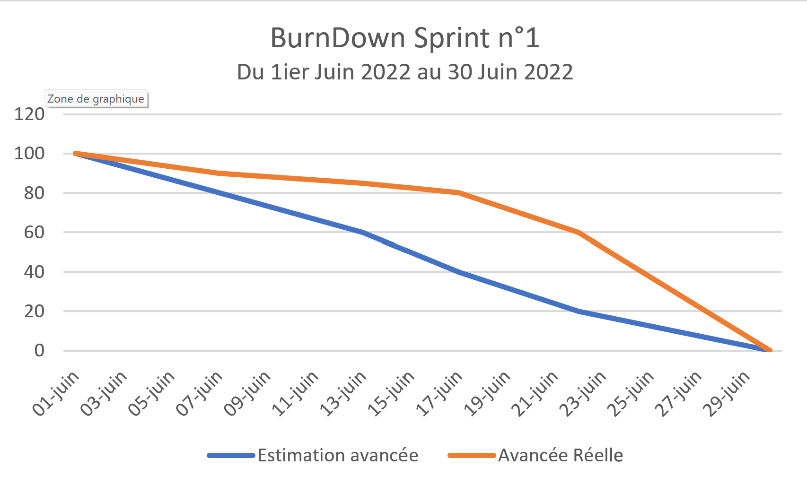 BurnDown Sprint n°1
Du 1ier Juin 2022 au 30 Juin 2022
Zone de graphique
120
100
80
60
40
20
0
01-juin
03-juin
05-juin
07-juin
09-juin
11-juin
13-juin
15-juin
17-juin
19-juin
21-juin
23-juin
25-juin
27-juin
29-juin
Estimation avancée
Avancée Réelle